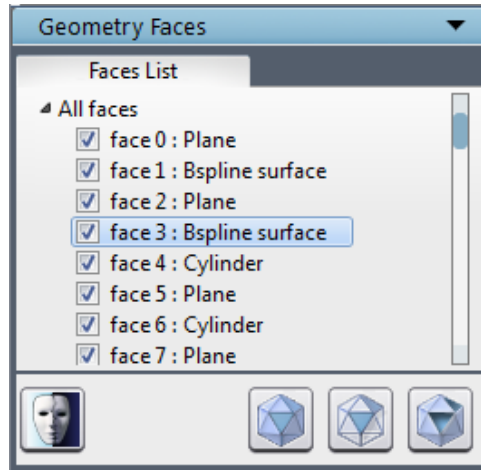 Geometry Faces
Faces List
All faces
face 0 : Plane
face 1 : Bspline surface
face 2 : Plane
face 3 : Bspline surface
face 4 : Cylinder
face 5 : Plane
face 6 : Cylinder
face 7 : Plane